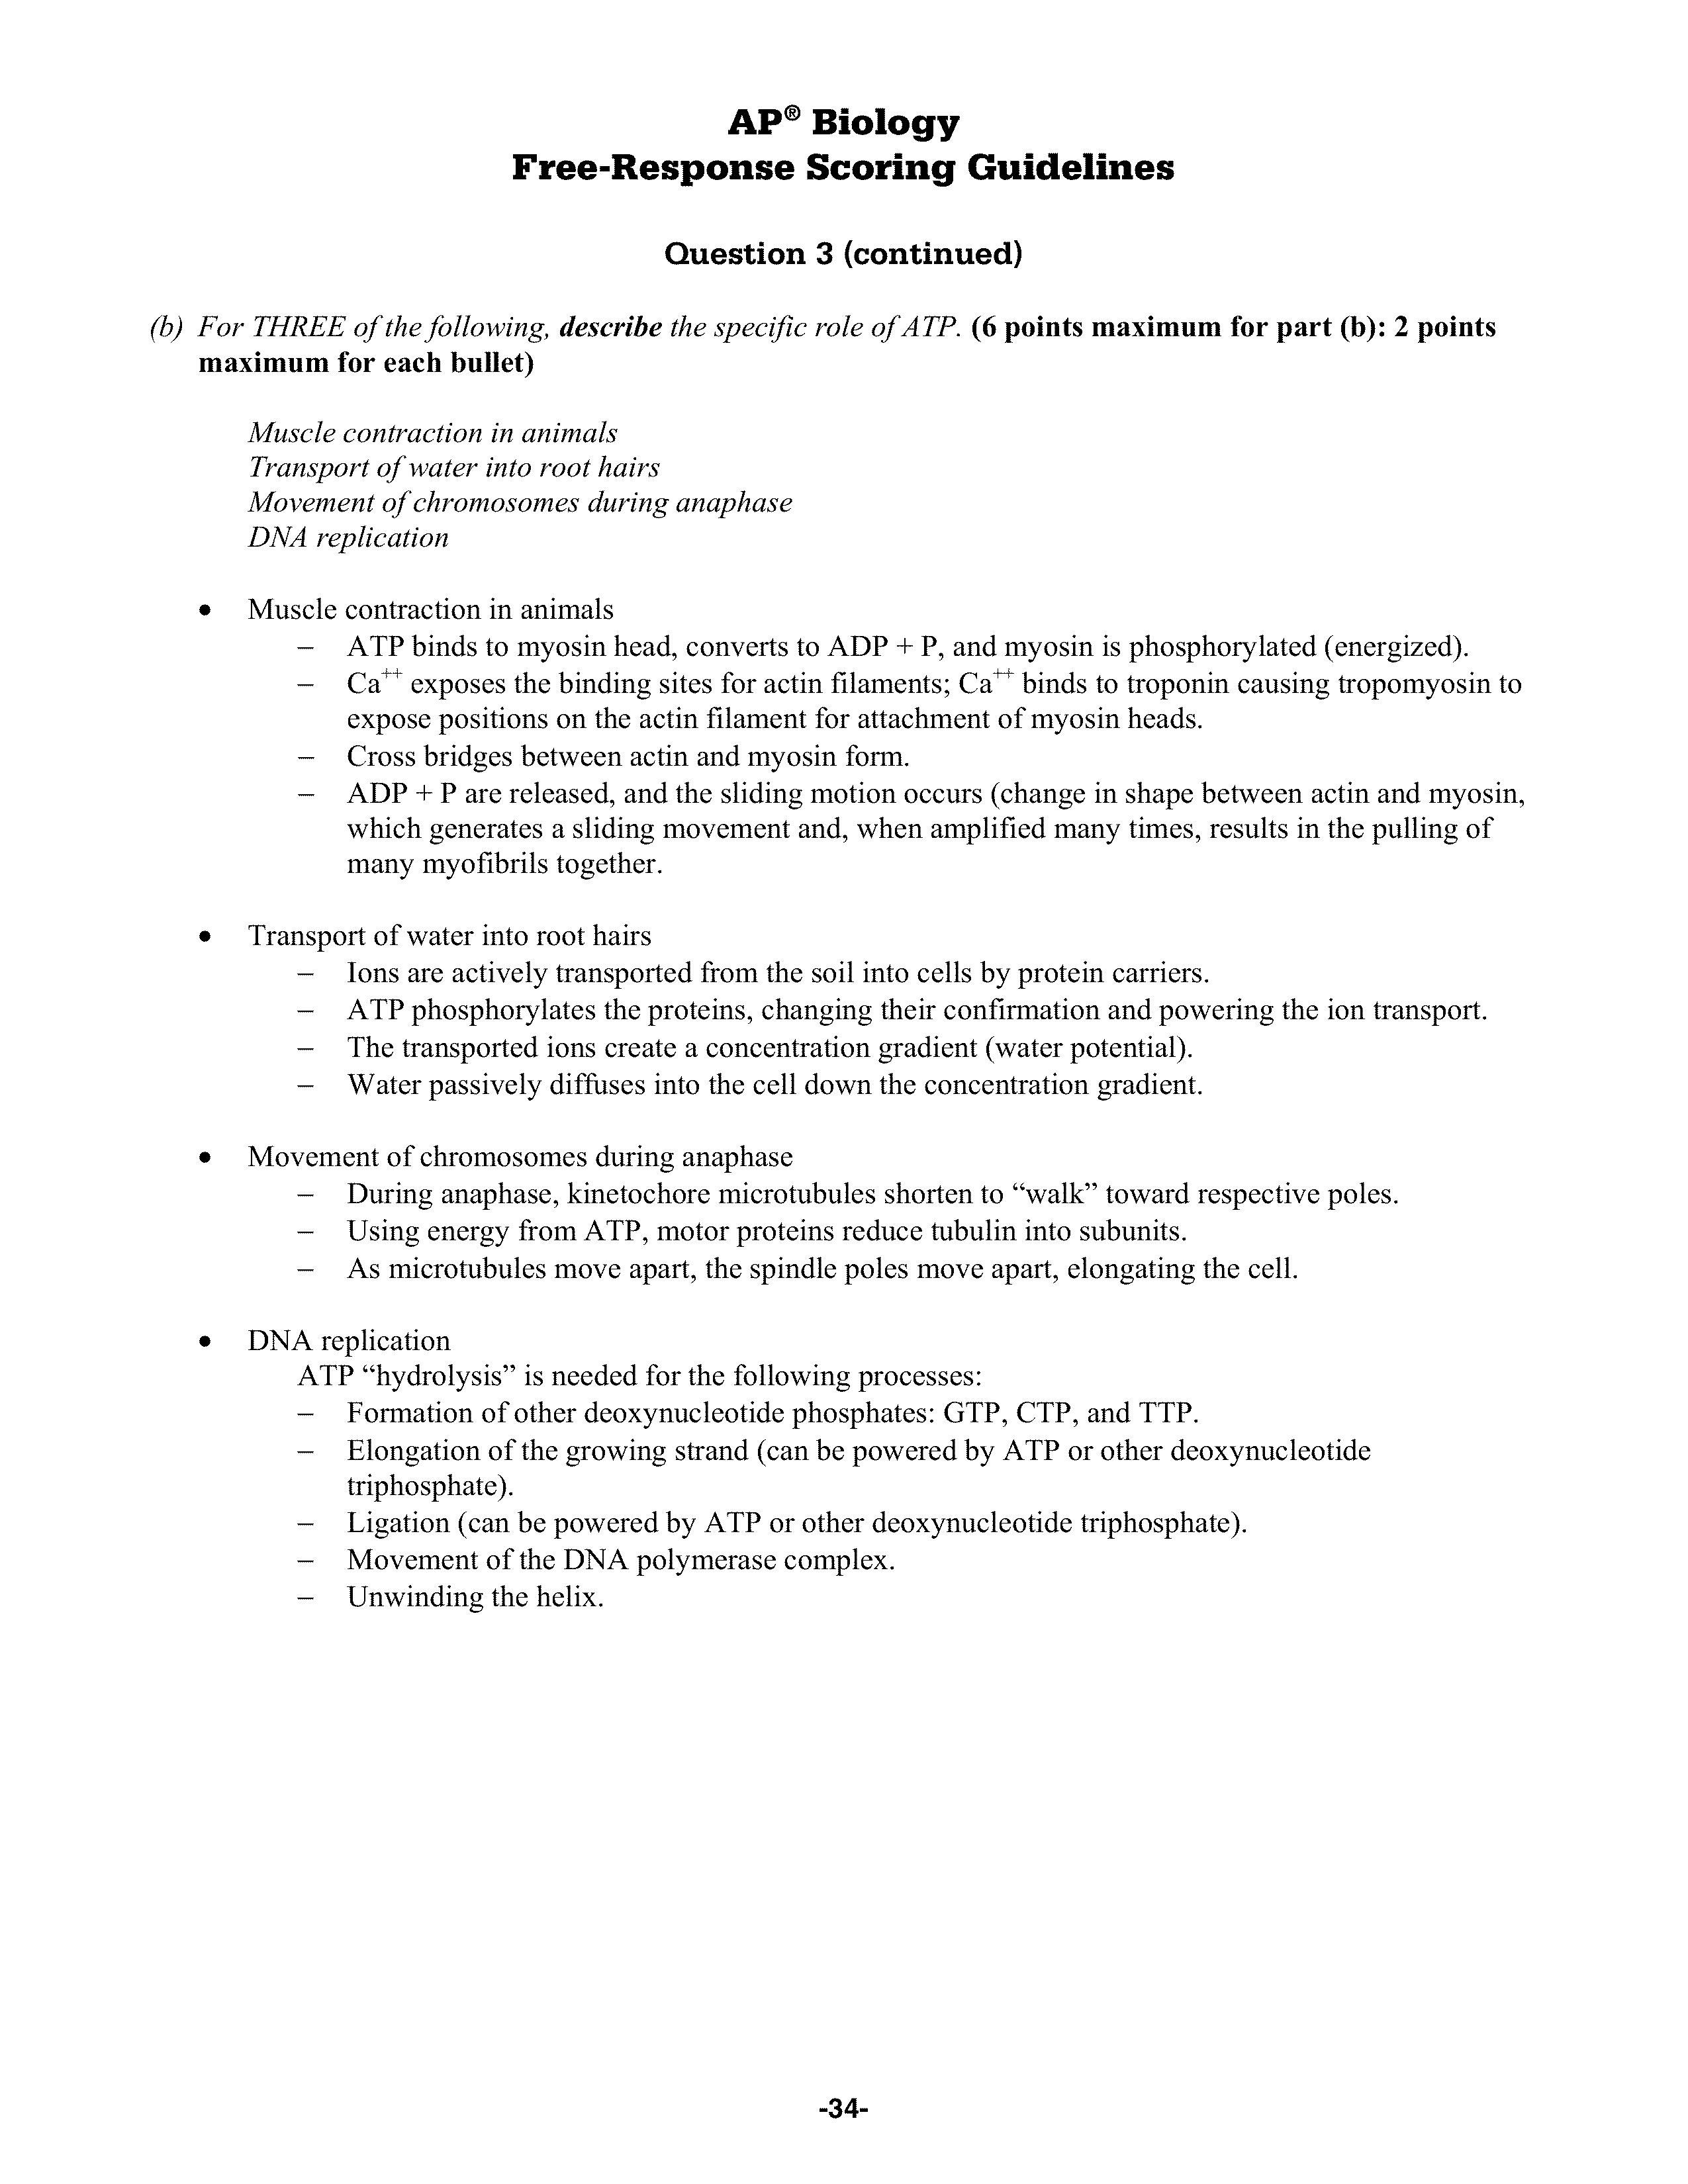 AP® Biology
Free-Response Scoring Guidelines
Question 3 (continued)
(b) For THREE of the following, describe the specific role of ATP. (6 points maximum for part (b): 2 points
maximum for each bullet)
Muscle contraction in animals
Transport of water into root hairs
Movement of chromosomes during anaphase
DNA replication
• Muscle contraction in animals
– ATP binds to myosin head, converts to ADP + P, and myosin is phosphorylated (energized).
– Ca⁺⁺ exposes the binding sites for actin filaments; Ca⁺⁺ binds to troponin causing tropomyosin to
expose positions on the actin filament for attachment of myosin heads.
– Cross bridges between actin and myosin form.
– ADP + P are released, and the sliding motion occurs (change in shape between actin and myosin,
which generates a sliding movement and, when amplified many times, results in the pulling of
many myofibrils together.
• Transport of water into root hairs
– Ions are actively transported from the soil into cells by protein carriers.
– ATP phosphorylates the proteins, changing their confirmation and powering the ion transport.
– The transported ions create a concentration gradient (water potential).
– Water passively diffuses into the cell down the concentration gradient.
• Movement of chromosomes during anaphase
– During anaphase, kinetochore microtubules shorten to “walk” toward respective poles.
– Using energy from ATP, motor proteins reduce tubulin into subunits.
– As microtubules move apart, the spindle poles move apart, elongating the cell.
• DNA replication
ATP “hydrolysis” is needed for the following processes:
– Formation of other deoxynucleotide phosphates: GTP, CTP, and TTP.
– Elongation of the growing strand (can be powered by ATP or other deoxynucleotide
triphosphate).
– Ligation (can be powered by ATP or other deoxynucleotide triphosphate).
– Movement of the DNA polymerase complex.
– Unwinding the helix.
-34-